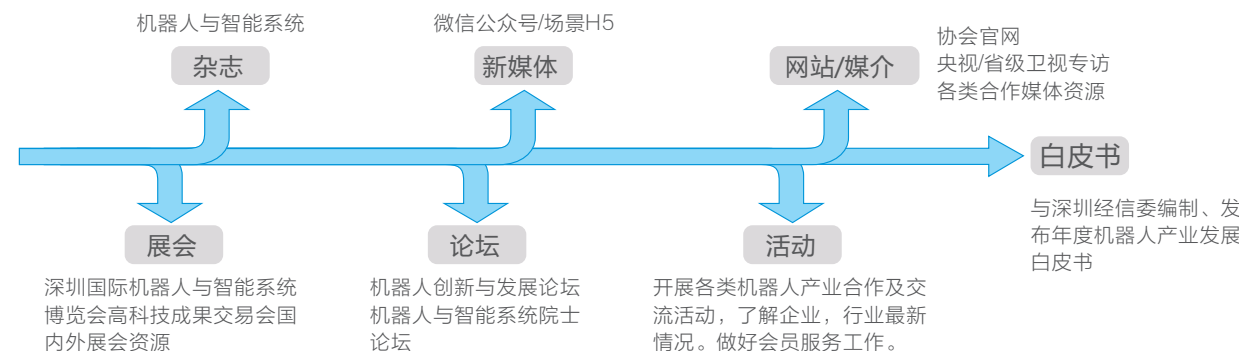 机器人与智能系统
杂志
微信公众号/场景H5
新媒体
网站/媒介
协会官网
央视/省级卫视专访
各类合作媒体资源
白皮书
与深圳经信委编制、发
布年度机器人产业发展
白皮书
展会
深圳国际机器人与智能系统
博览会高科技成果交易会国
内外展会资源
论坛
机器人创新与发展论坛
机器人与智能系统院士
论坛
活动
开展各类机器人产业合作及交
流活动，了解企业，行业最新
情况。做好会员服务工作。